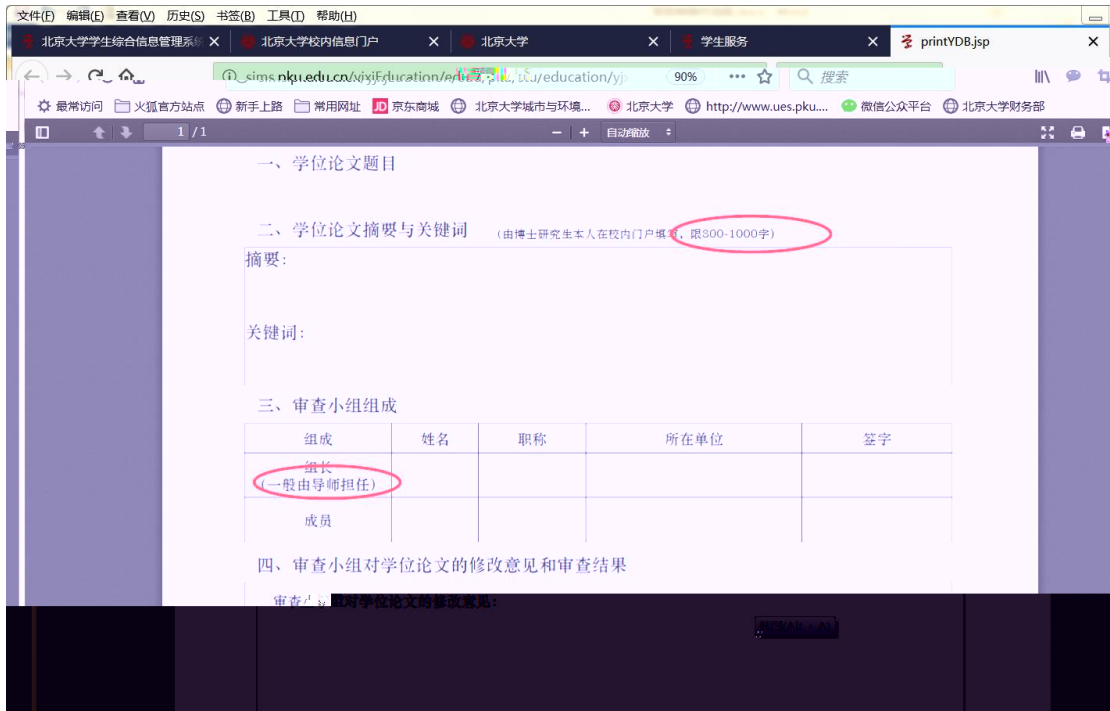 文件(F) 编辑(E) 查看(V) 历史(S) 书签(B) 工具(T) 帮助(H)
北京大学学生综合信息管理系统 北京大学校内信息门户 北京大学 学生服务 printYDB.jsp
90% 搜索
最常访问 火狐官方站点 新手上路 常用网址 京东商城 北京大学城市与环境... 北京大学 http://www.ues.pku.... 微信公众平台 北京大学财务部
1 / 1 自动缩放
一、学位论文题目
二、学位论文摘要与关键词 (由博士研究生本人在校内门户填写，限800-1000字)
摘要:
关键词:
三、审查小组组成
组成 姓名 职称 所在单位 签字
组长
(一般由导师担任)
成员
四、审查小组对学位论文的修改意见和审查结果
审查小组对学位论文的修改意见: